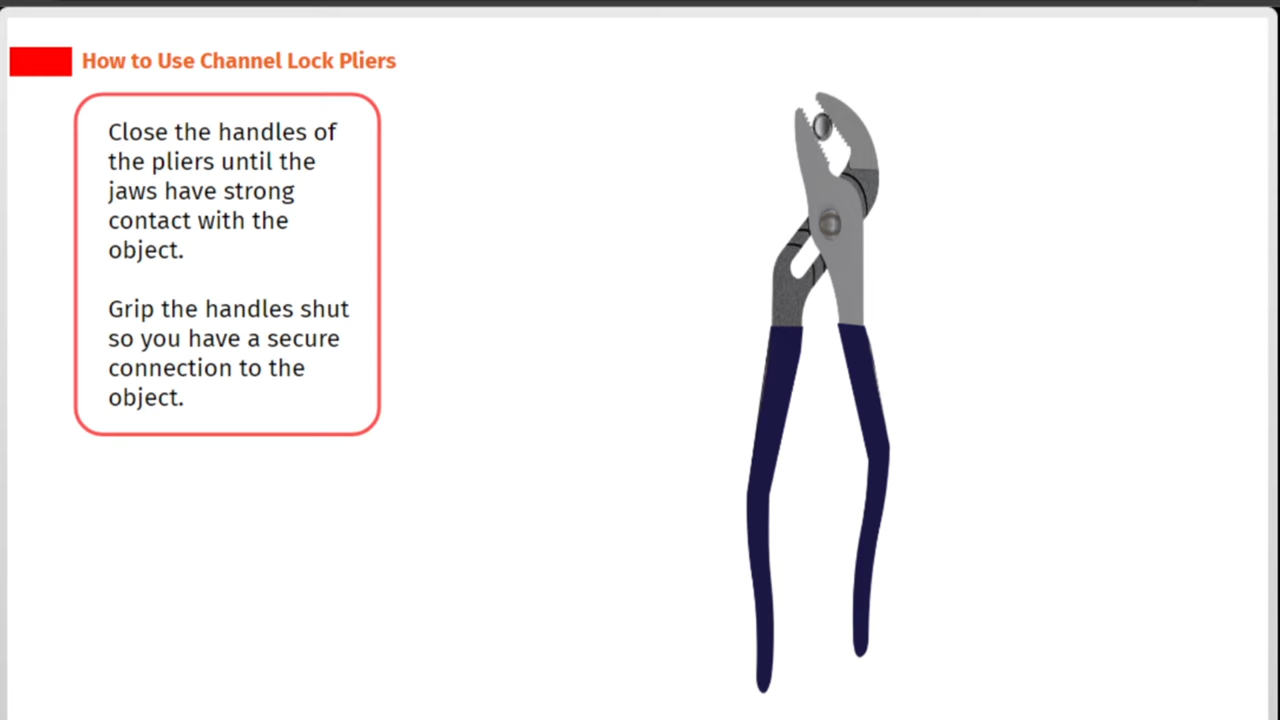 How to Use Channel Lock Pliers
Close the handles of
the pliers until the
jaws have strong
contact with the
object.
Grip the handles shut
so you have a secure
connection to the
object.